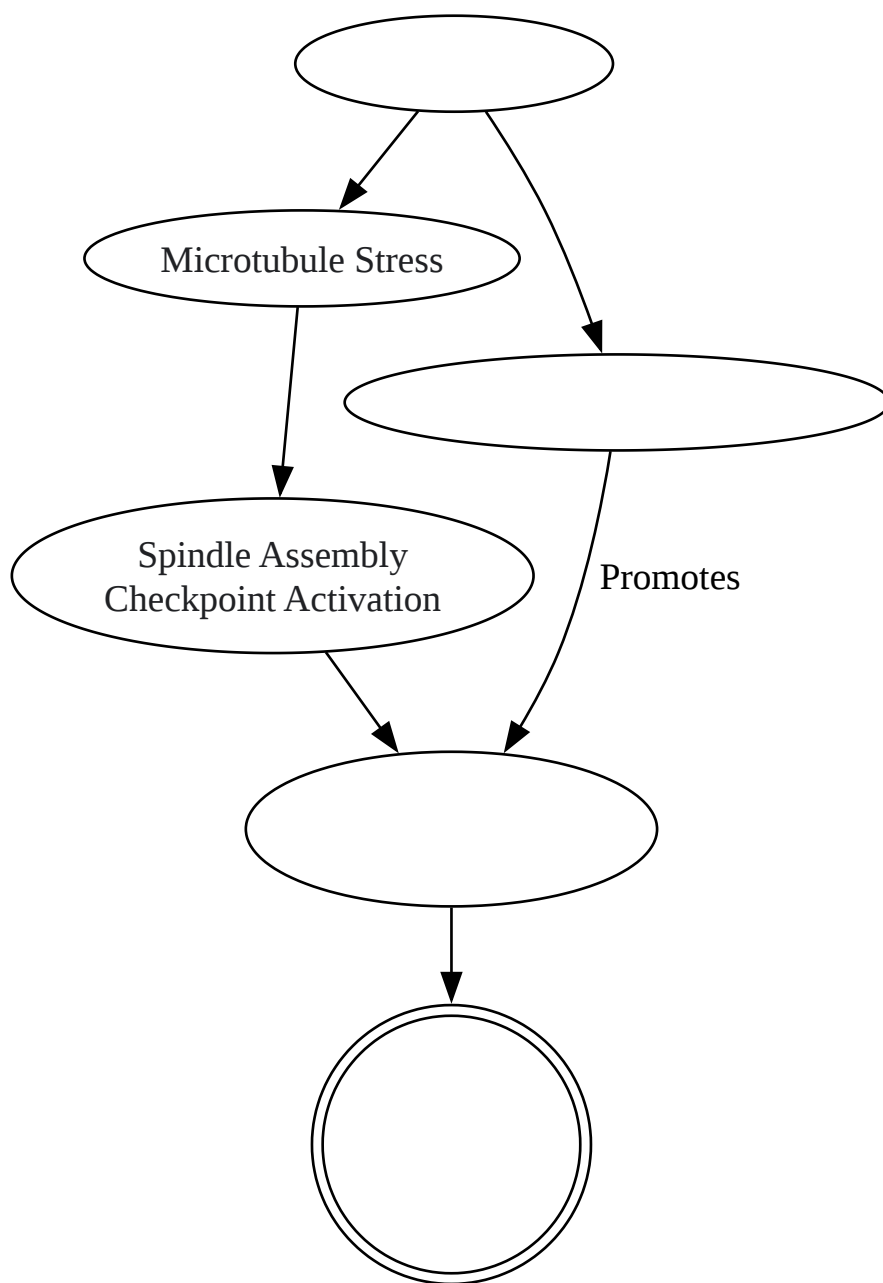 Microtubule Stress
Spindle Assembly
Checkpoint Activation
Promotes